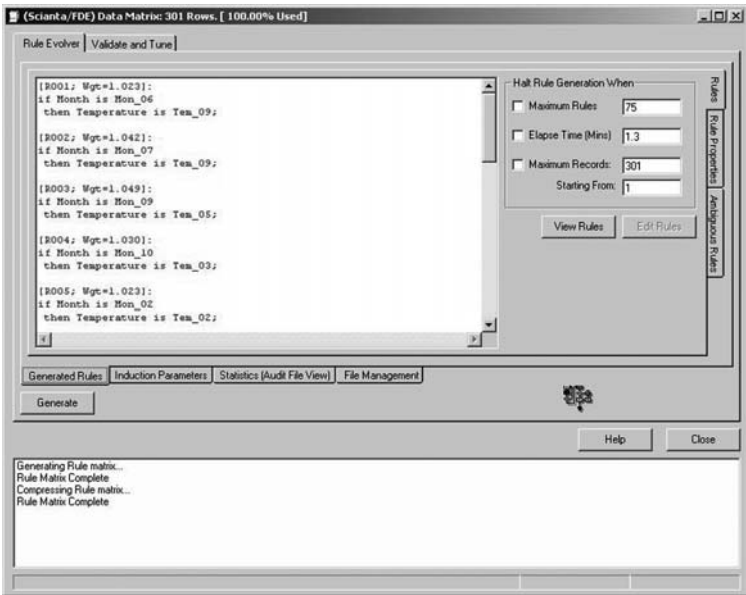 (Scianta/FDE) Data Matrix: 301 Rows. [ 100.00% Used]
Rule Evolver
Validate and Tune
[R001; Wgt=1.023]:
if Month is Mon_06
then Temperature is Tem_09;
[R002; Wgt=1.042]:
if Month is Mon_07
then Temperature is Tem_09;
[R003; Wgt=1.049]:
if Month is Mon_09
then Temperature is Tem_05;
[R004; Wgt=1.030]:
if Month is Mon_10
then Temperature is Tem_03;
[R005; Wgt=1.023]:
if Month is Mon_02
then Temperature is Tem_02;
Halt Rule Generation When
Maximum Rules 75
Elapse Time (Mins) 1.3
Maximum Records: 301
Starting From: 1
View Rules
Edit Rules
Rules
Rule Properties
Ambiguous Rules
Generated Rules
Induction Parameters
Statistics (Audit File View)
File Management
Generate
Help
Close
Generating Rule matrix...
Rule Matrix Complete
Compressing Rule matrix...
Rule Matrix Complete